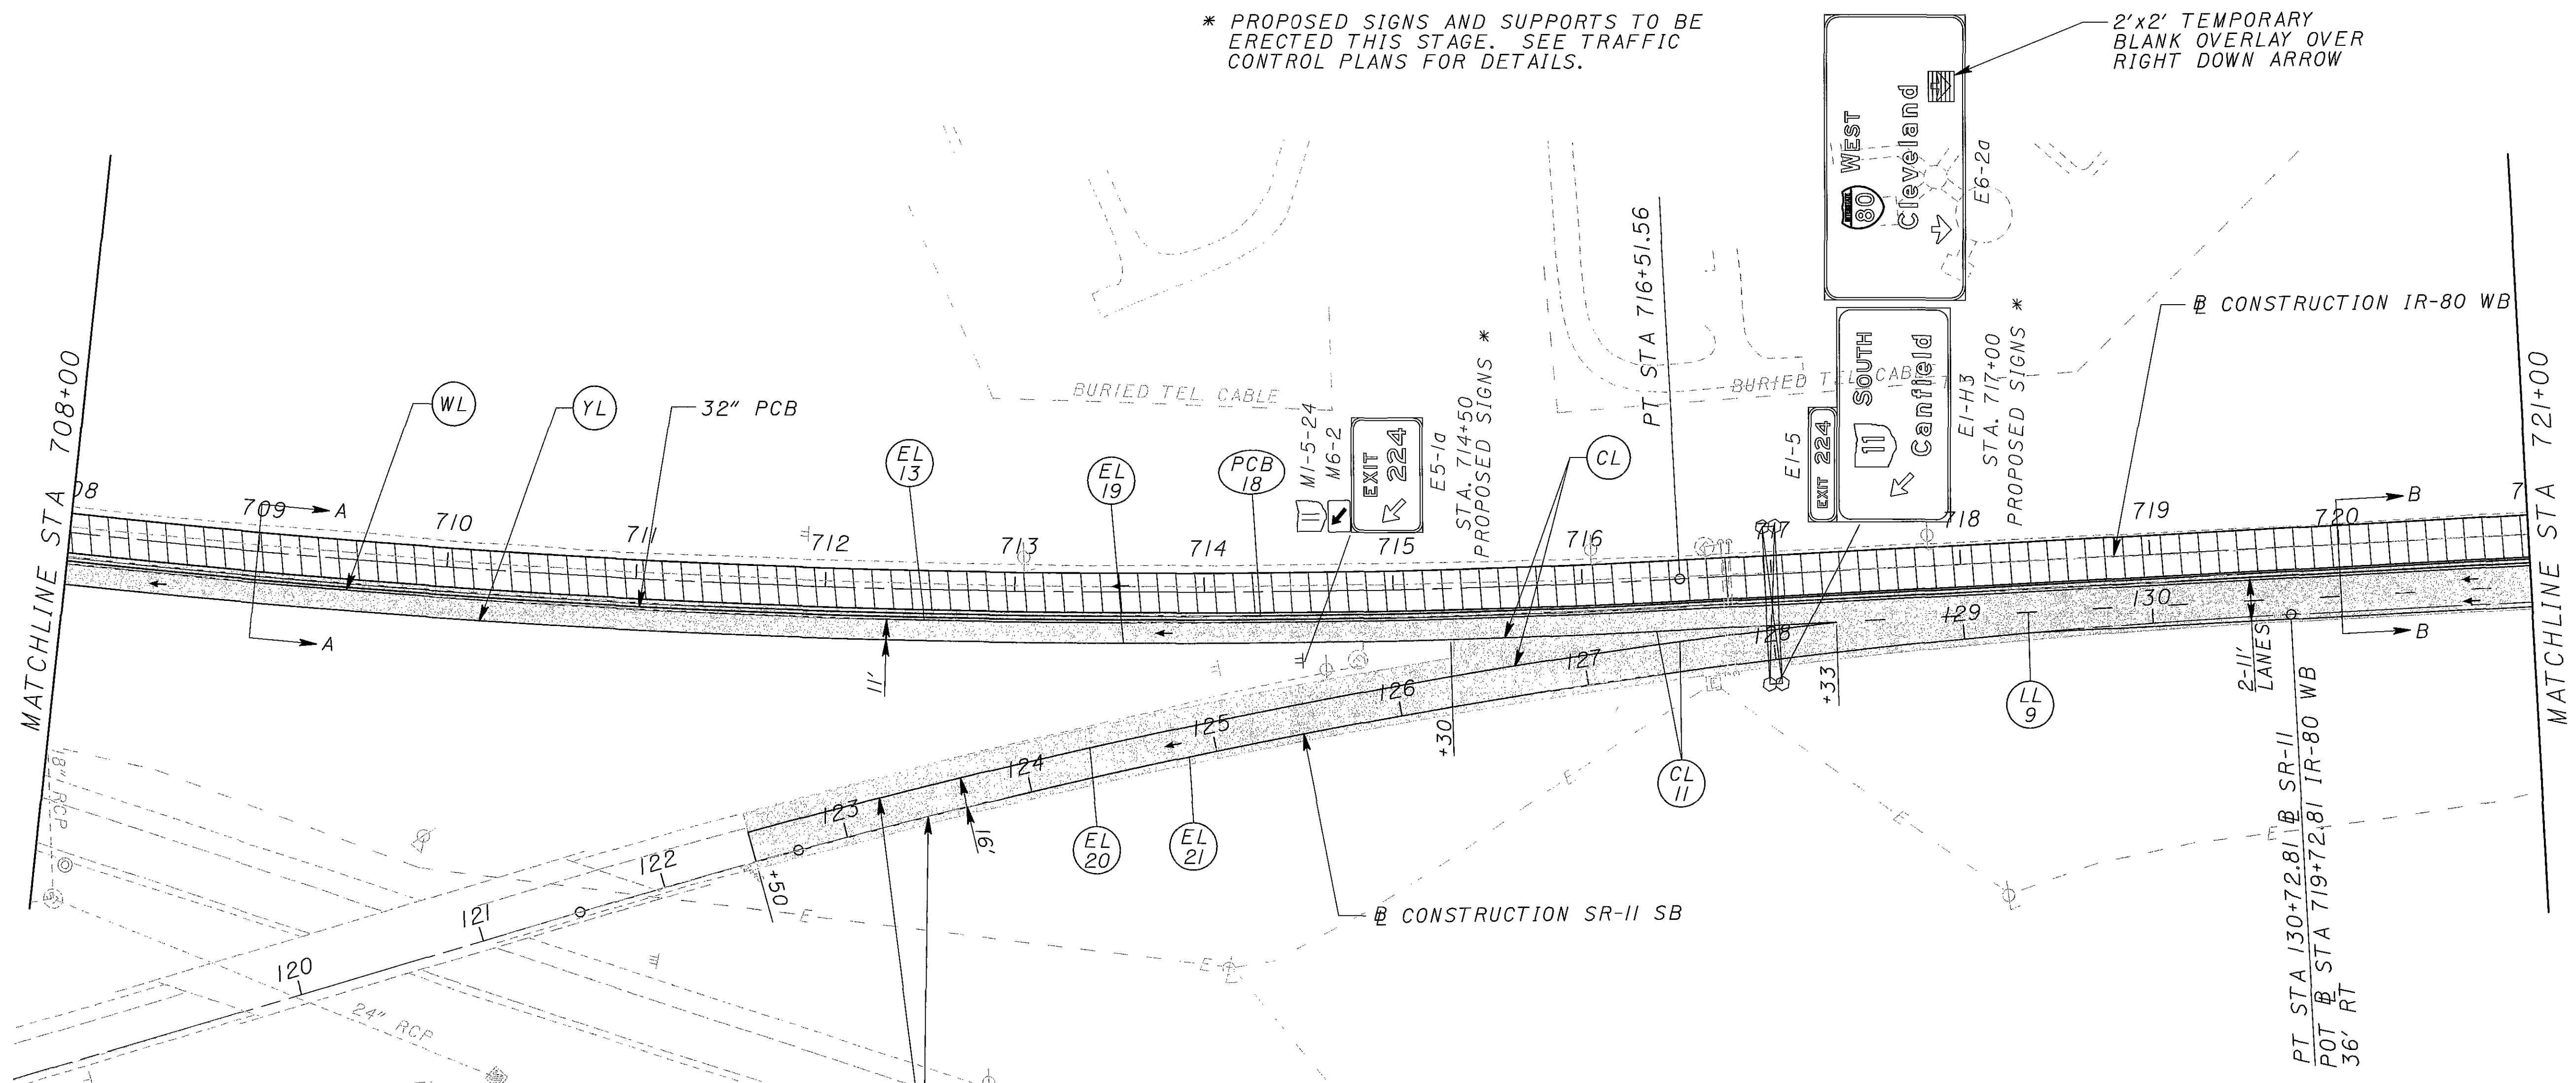 * PROPOSED SIGNS AND SUPPORTS TO BE
ERECTED THIS STAGE. SEE TRAFFIC
CONTROL PLANS FOR DETAILS.
2'x2' TEMPORARY
BLANK OVERLAY OVER
RIGHT DOWN ARROW
80 WEST
Cleveland
E6-2a
PT STA 716+51.56
11 SOUTH
Canfield
E1-5
EXIT 224
E1-H3
STA. 717+00
PROPOSED SIGNS *
℄ CONSTRUCTION IR-80 WB
MATCHLINE STA 708+00
MATCHLINE STA 721+00
BURIED TEL. CABLE
BURIED TEL. CABLE
WL
YL
32" PCB
EL
13
EL
19
PCB
18
11
M1-5-24
M6-2
EXIT
224
E5-1a
STA. 714+50
PROPOSED SIGNS *
CL
08
709
710
711
712
713
714
715
716
717
718
719
720
7
A
A
B
B
11'
120
121
122
123
124
125
126
127
128
129
130
+50
16'
+30
+33
EL
20
EL
21
CL
11
LL
9
2-11'
LANES
℄ CONSTRUCTION SR-11 SB
PT STA 130+72.81 ℄ SR-11
POT ℄ STA 719+72.81 IR-80 WB
36' RT
18" RCP
24" RCP
E
E
E
E
E